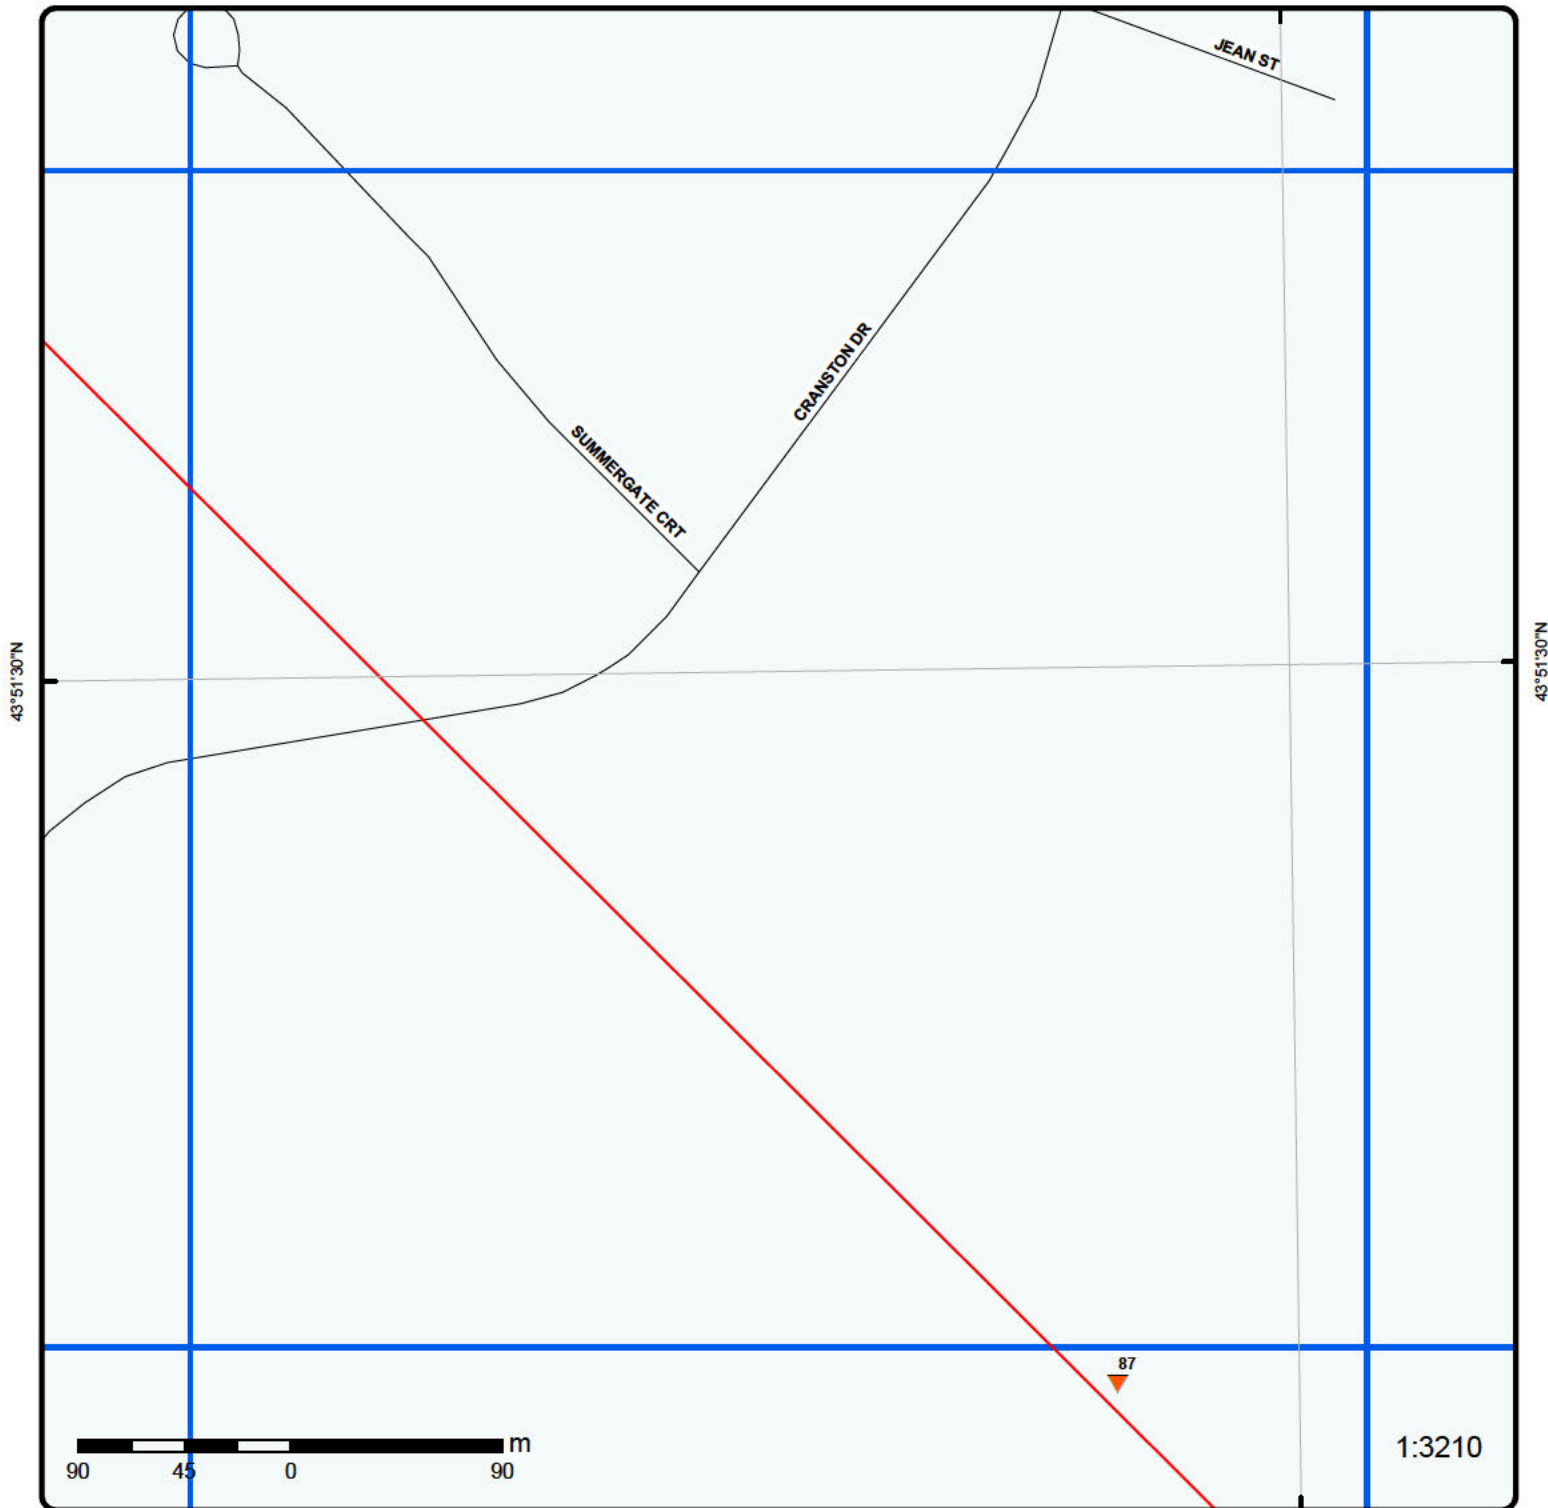 JEAN ST
CRANSTON DR
SUMMERGATE CRT
43°51'30"N
43°51'30"N
87
m
90 45 0 90
1:3210